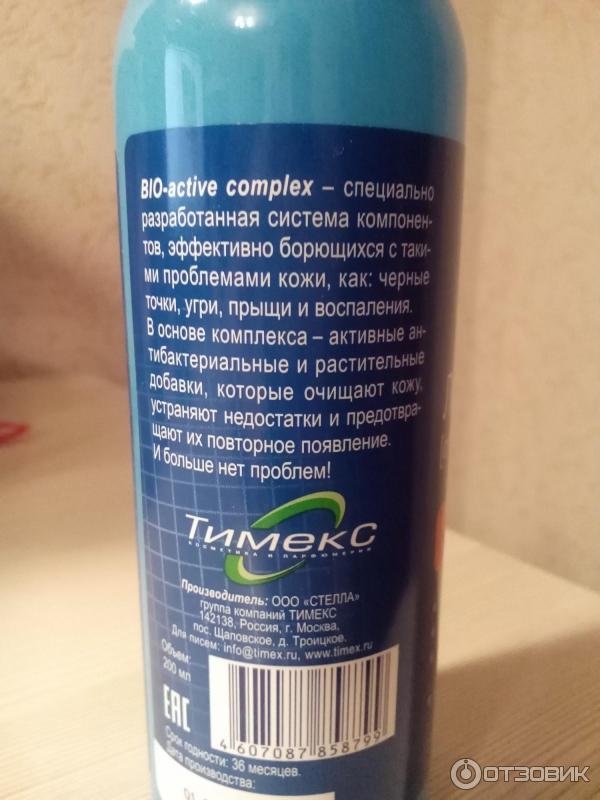 BIO-active complex – специально
разработанная система компонен-
тов, эффективно борющихся с таки-
ми проблемами кожи, как: черные
точки, угри, прыщи и воспаления.
В основе комплекса – активные ан-
тибактериальные и растительные
добавки, которые очищают кожу,
устраняют недостатки и предотвра-
щают их повторное появление.
И больше нет проблем!
Тимекс
КОСМЕТИКА И ПАРФЮМЕРИЯ
Производитель: ООО «СТЕЛЛА»
группа компаний ТИМЕКС
142138, Россия, г. Москва,
пос. Щаповское, д. Троицкое.
Для писем: info@timex.ru, www.timex.ru
Объем:
200 мл
EAC
4607087858799
Срок годности: 36 месяцев.
Дата производства:
ОТЗОВИК